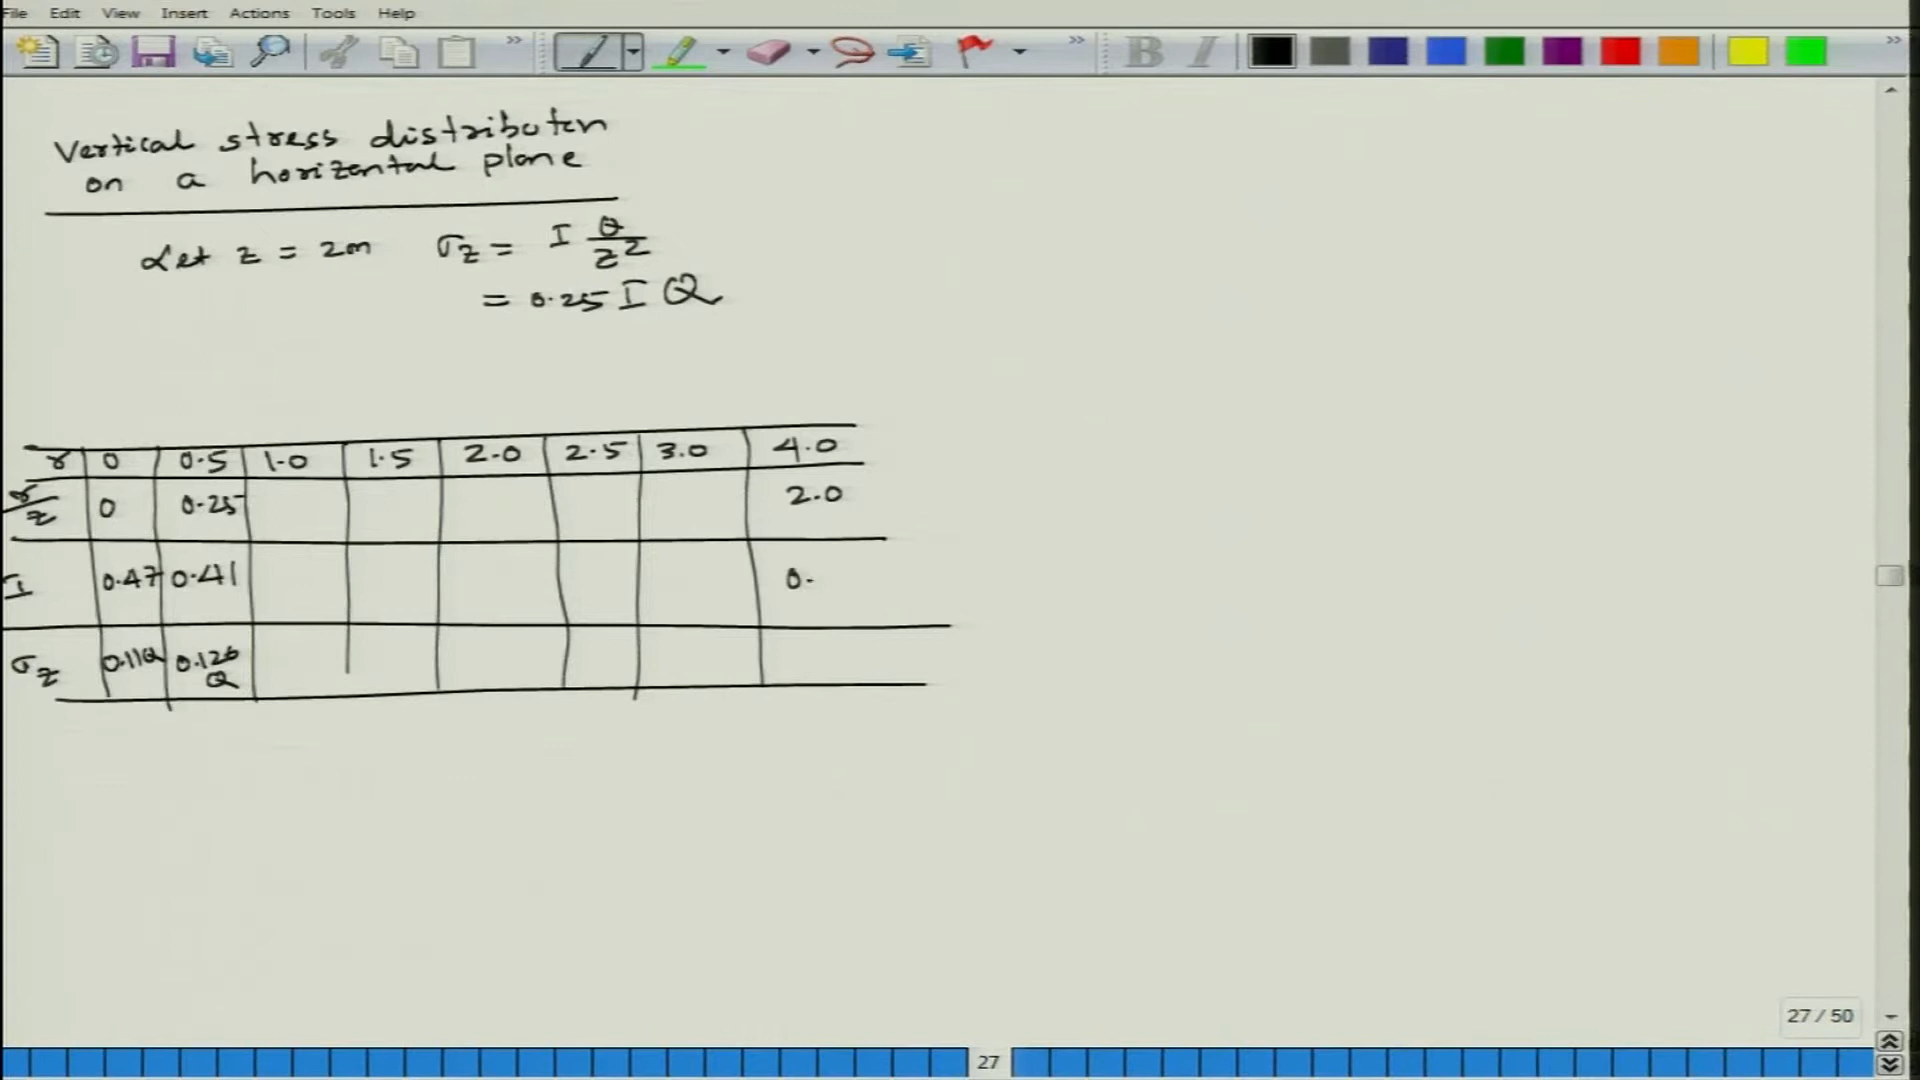 File Edit View Insert Actions Tools Help
B I
Vertical stress distributon
on a horizontal plane
Let z = 2m σz = I Q/z²
= 0.25 I Q
r 0 0.5 1.0 1.5 2.0 2.5 3.0 4.0
r/z 0 0.25 2.0
I 0.47 0.41 0.
σz 0.11Q 0.126 Q
27 / 50
27